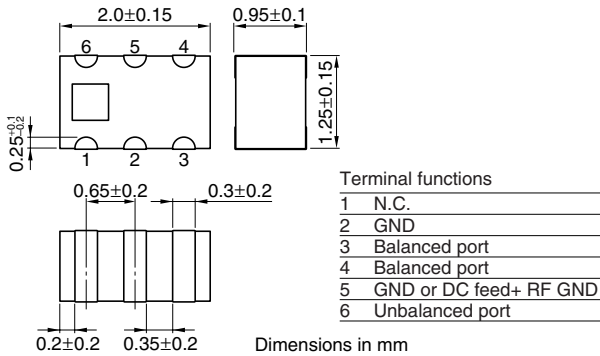 2.0±0.15
0.95±0.1
6 5 4
1.25±0.15
0.25+0.1-0.2
1 2 3
0.65±0.2
0.3±0.2
0.2±0.2
0.35±0.2
Dimensions in mm
Terminal functions
1 N.C.
2 GND
3 Balanced port
4 Balanced port
5 GND or DC feed+ RF GND
6 Unbalanced port